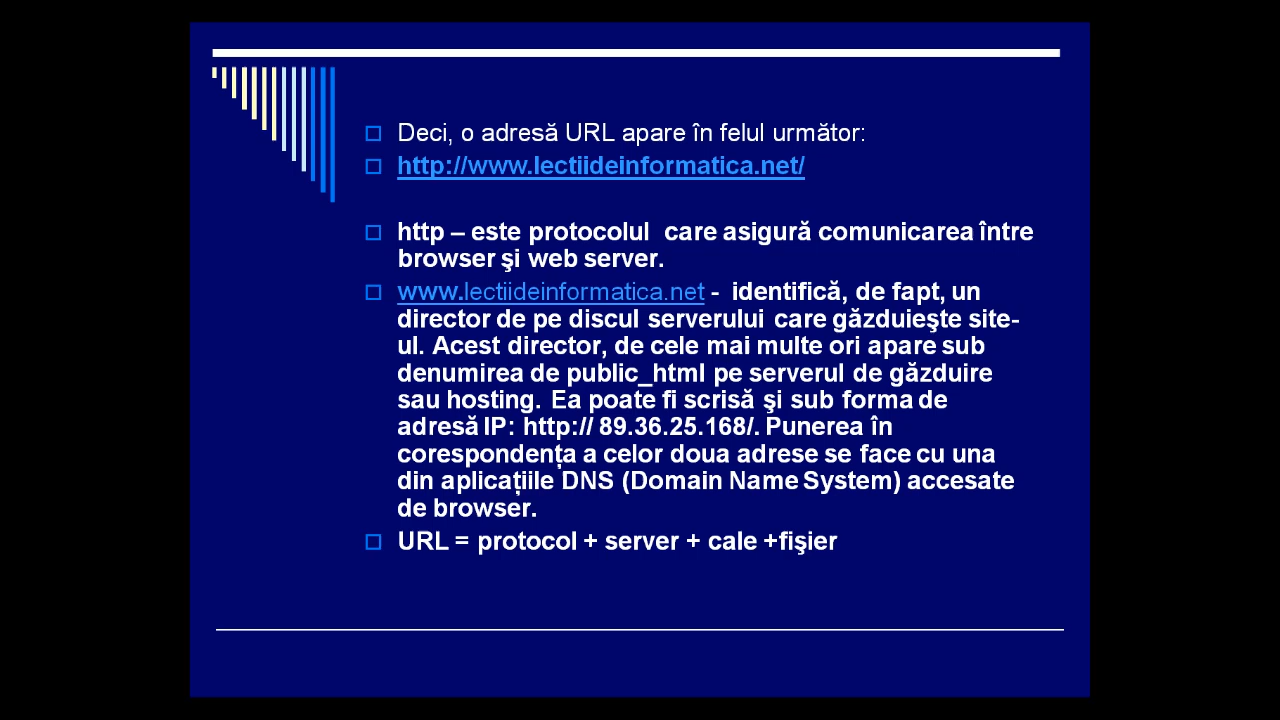 Deci, o adresă URL apare în felul următor:
http://www.lectiideinformatica.net/
http – este protocolul  care asigură comunicarea între
browser şi web server.
www.lectiideinformatica.net -  identifică, de fapt, un
director de pe discul serverului care găzduieşte site-
ul. Acest director, de cele mai multe ori apare sub
denumirea de public_html pe serverul de găzduire
sau hosting. Ea poate fi scrisă şi sub forma de
adresă IP: http:// 89.36.25.168/. Punerea în
corespondența a celor doua adrese se face cu una
din aplicațiile DNS (Domain Name System) accesate
de browser.
URL = protocol + server + cale +fişier